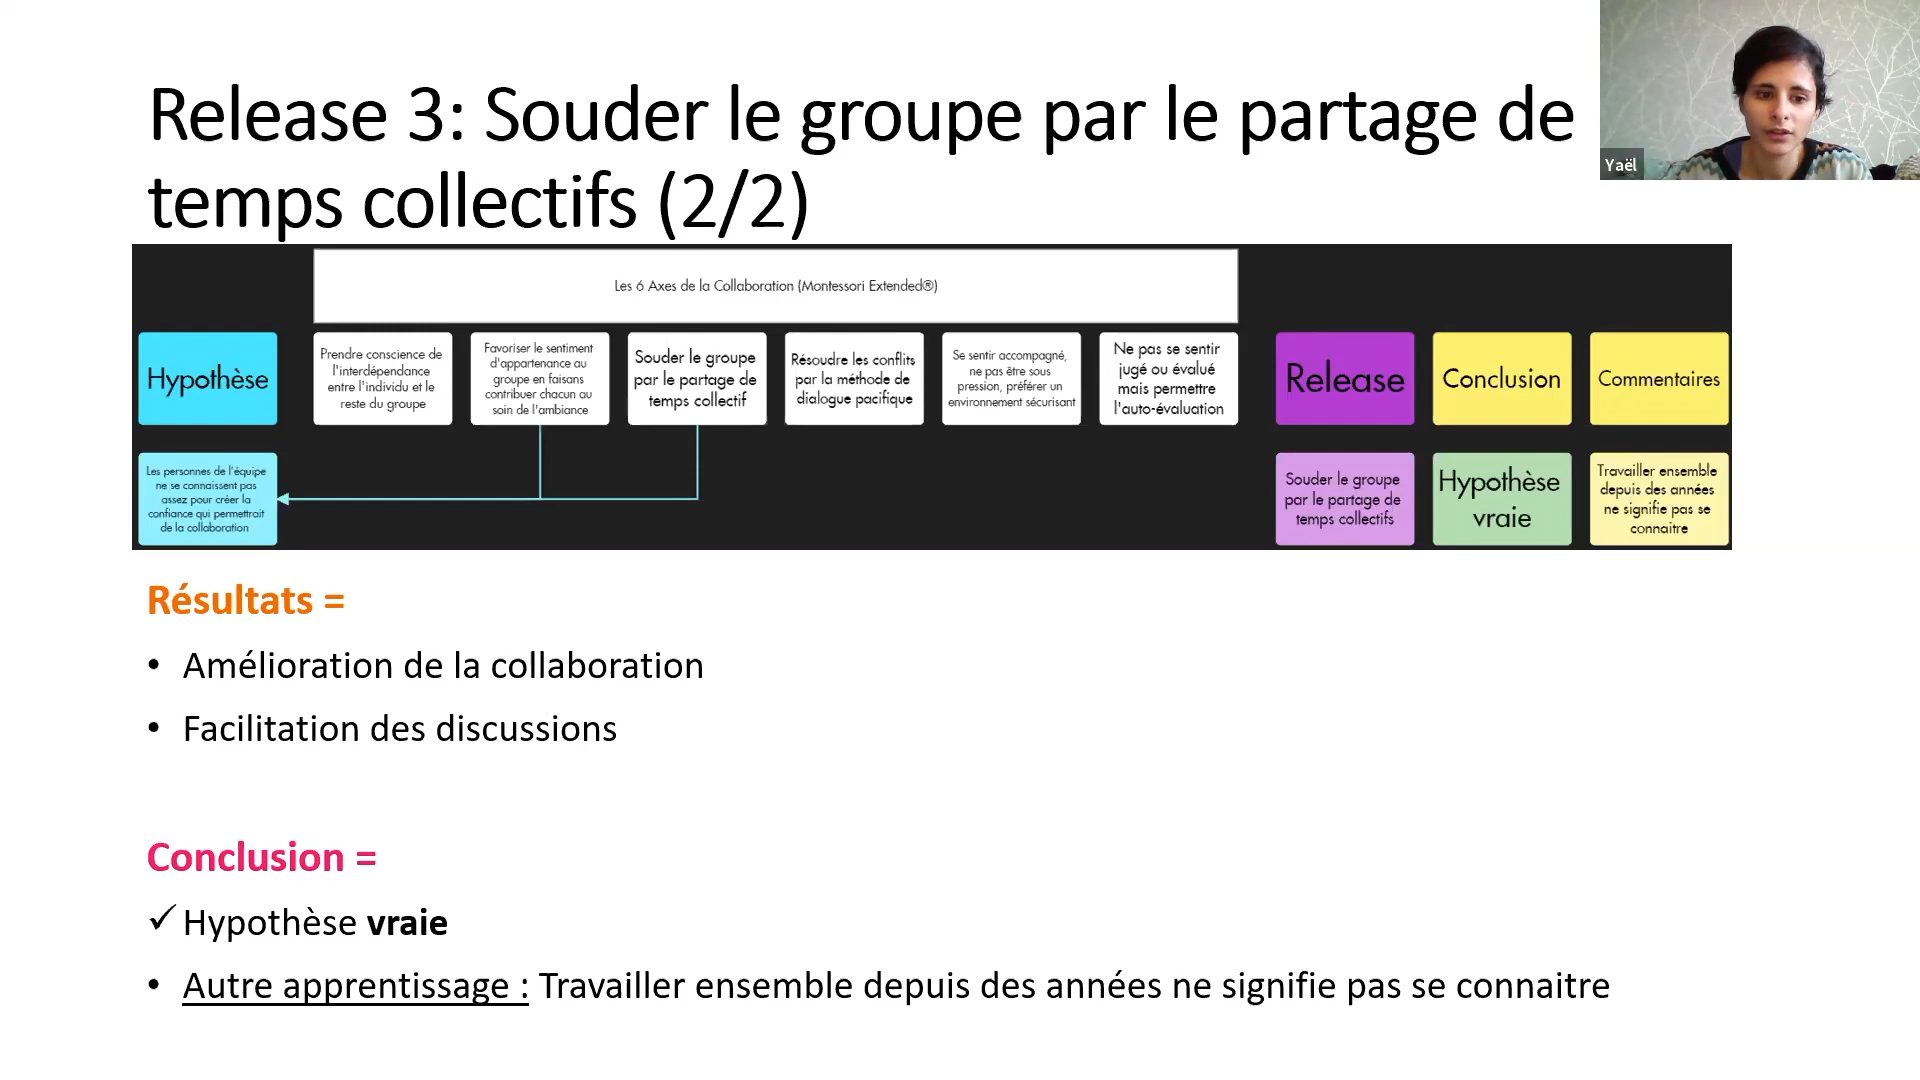 Release 3: Souder le groupe par le partage de
temps collectifs (2/2)
Yaël
Les 6 Axes de la Collaboration (Montessori Extended®)
Hypothèse
Prendre conscience de
l'interdépendance
entre l'individu et le
reste du groupe
Favoriser le sentiment
d'appartenance au
groupe en faisans
contribuer chacun au
soin de l'ambiance
Souder le groupe
par le partage de
temps collectif
Résoudre les conflits
par la méthode de
dialogue pacifique
Se sentir accompagné,
ne pas être sous
pression, préférer un
environnement sécurisant
Ne pas se sentir
jugé ou évalué
mais permettre
l'auto-évaluation
Release
Conclusion
Commentaires
Les personnes de l'équipe
ne se connaissent pas
assez pour créer la
confiance qui permettrait
de la collaboration
Souder le groupe
par le partage de
temps collectifs
Hypothèse
vraie
Travailler ensemble
depuis des années
ne signifie pas se
connaitre
Résultats =
• Amélioration de la collaboration
• Facilitation des discussions
Conclusion =
✓ Hypothèse vraie
• Autre apprentissage : Travailler ensemble depuis des années ne signifie pas se connaitre